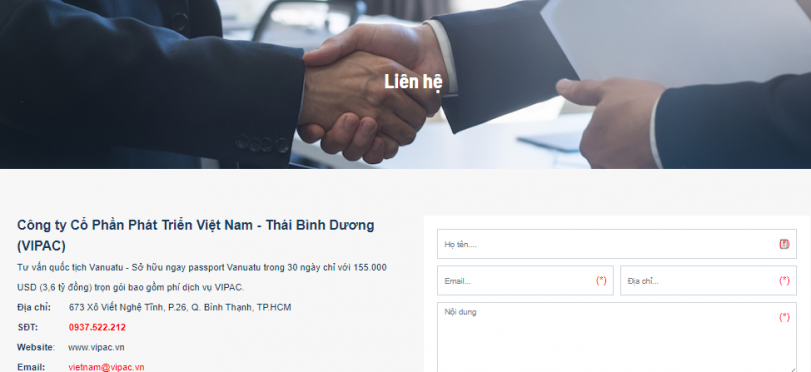 Liên hệ
Công ty Cổ Phần Phát Triển Việt Nam - Thái Bình Dương
(VIPAC)
Tư vấn quốc tịch Vanuatu - Sở hữu ngay passport Vanuatu trong 30 ngày chỉ với 155.000
USD (3,6 tỷ đồng) trọn gói bao gồm phí dịch vụ VIPAC.
Địa chỉ: 673 Xô Viết Nghệ Tĩnh, P.26, Q. Bình Thạnh, TP.HCM
SĐT: 0937.522.212
Website: www.vipac.vn
Email: vietnam@vipac.vn
Họ tên....
Email... (*) Địa chỉ... (*)
Nội dung (*)